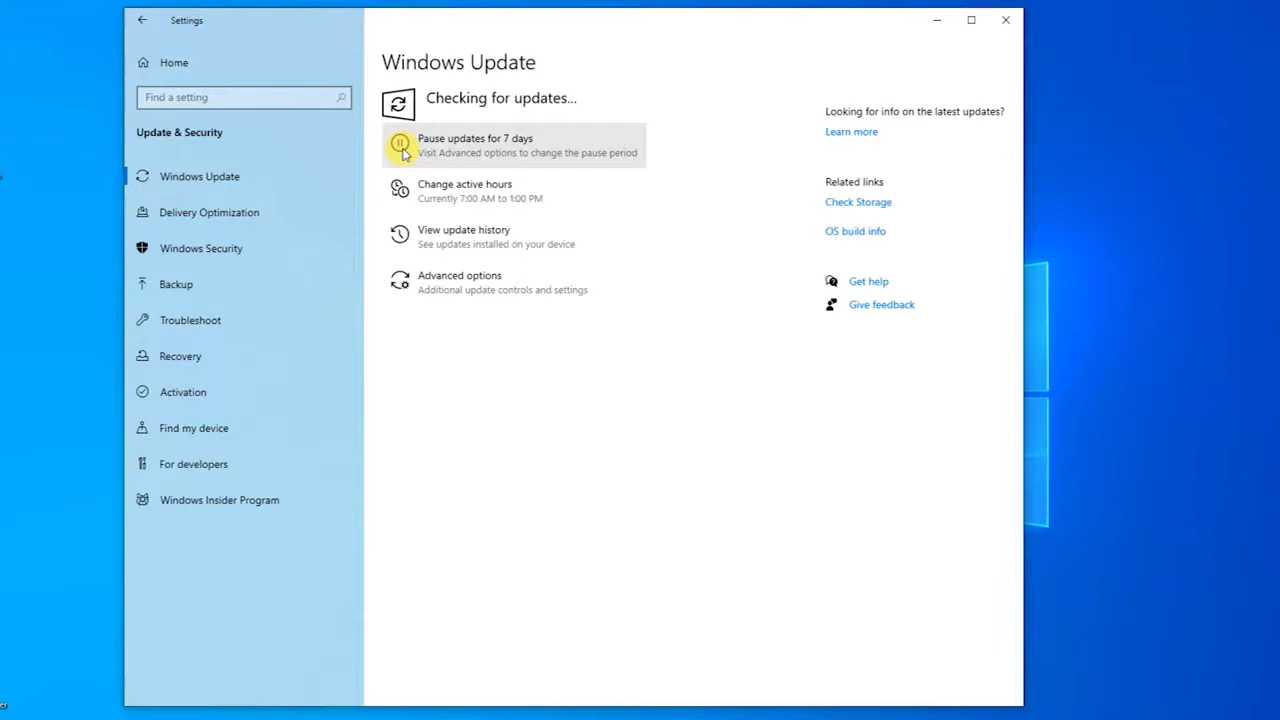 Settings
Home
Find a setting
Update & Security
Windows Update
Delivery Optimization
Windows Security
Backup
Troubleshoot
Recovery
Activation
Find my device
For developers
Windows Insider Program
Windows Update
Checking for updates...
Pause updates for 7 days
Visit Advanced options to change the pause period
Change active hours
Currently 7:00 AM to 1:00 PM
View update history
See updates installed on your device
Advanced options
Additional update controls and settings
Looking for info on the latest updates?
Learn more
Related links
Check Storage
OS build info
Get help
Give feedback